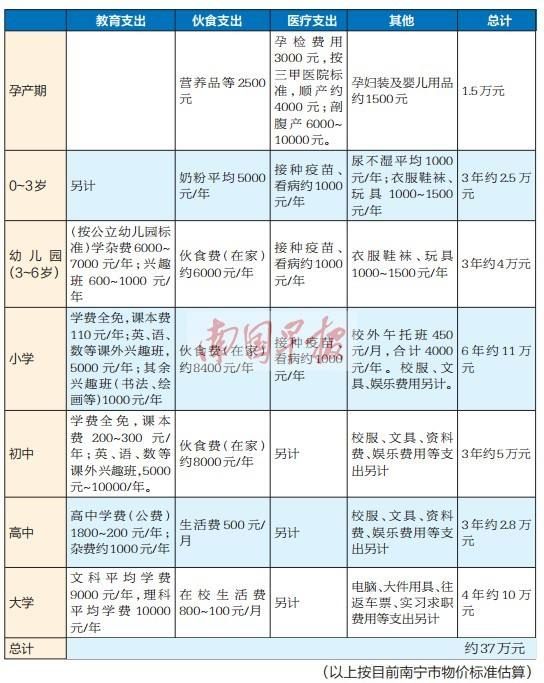 教育支出 伙食支出 医疗支出 其他 总计
孕产期
营养品等2500
元
孕检费用
3000元，按
三甲医院标
准，顺产约
4000元；剖
腹产6000~
10000元。
孕妇装及婴儿用品
约1500元
1.5万元
0~3岁
另计
奶粉平均5000
元/年
接种疫苗、
看病约1000
元/年
尿不湿平均1000
元/年；衣服鞋袜、
玩具1000~1500
元/年
3年约2.5万
元
幼儿园
(3~6岁)
(按公立幼儿园标
准)学杂费6000~
7000元/年；兴趣
班600~1000元/
年
伙食费(在家)
约6000元/年
接种疫苗、
看病约1000
元/年
衣服鞋袜、玩具
1000~1500元/年
3年约4万元
小学
学费全免，课本费
110元/年；英、语、
数等课外兴趣班，
5000元/年；其余
兴趣班(书法、绘
画等)1000元/年
伙食费(在家)
约8400元/年
接种疫苗、
看病约1000
元/年
校外午托班450
元/月，合计4000
元/年。校服、文
具、娱乐费用另计。
6年约11万
元
初中
学费全免，课本
费200~300元/
年；英、语、数等
课外兴趣班，5000
元~10000/年。
伙食费(在家)
约8000元/年
另计
校服、文具、资料
费、娱乐费用等支
出另计
3年约5万元
高中
高中学费(公费)
1800~200元/年；
杂费约1000元/年
生活费500元/
月
另计
校服、文具、资料
费、娱乐费用等支
出另计
3年约2.8万
元
大学
文科平均学费
9000元/年，理科
平均学费10000
元/年
在校生活费
800~100元/月
另计
电脑、大件用具、往
返车票、实习求职
费用等支出另计
4年约10万
元
总计 约37万元
(以上按目前南宁市物价标准估算)
南国早报